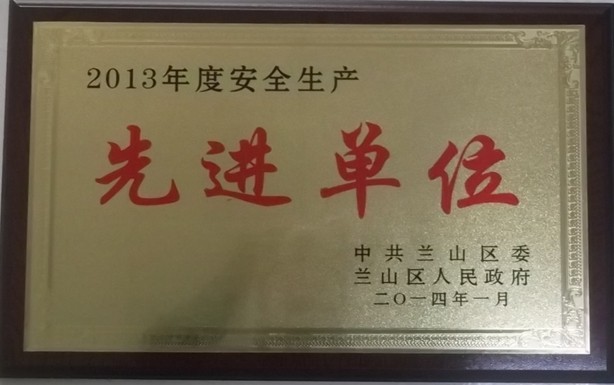 2013年度安全生产
先进单位
中共兰山区委
兰山区人民政府
二〇一四年一月